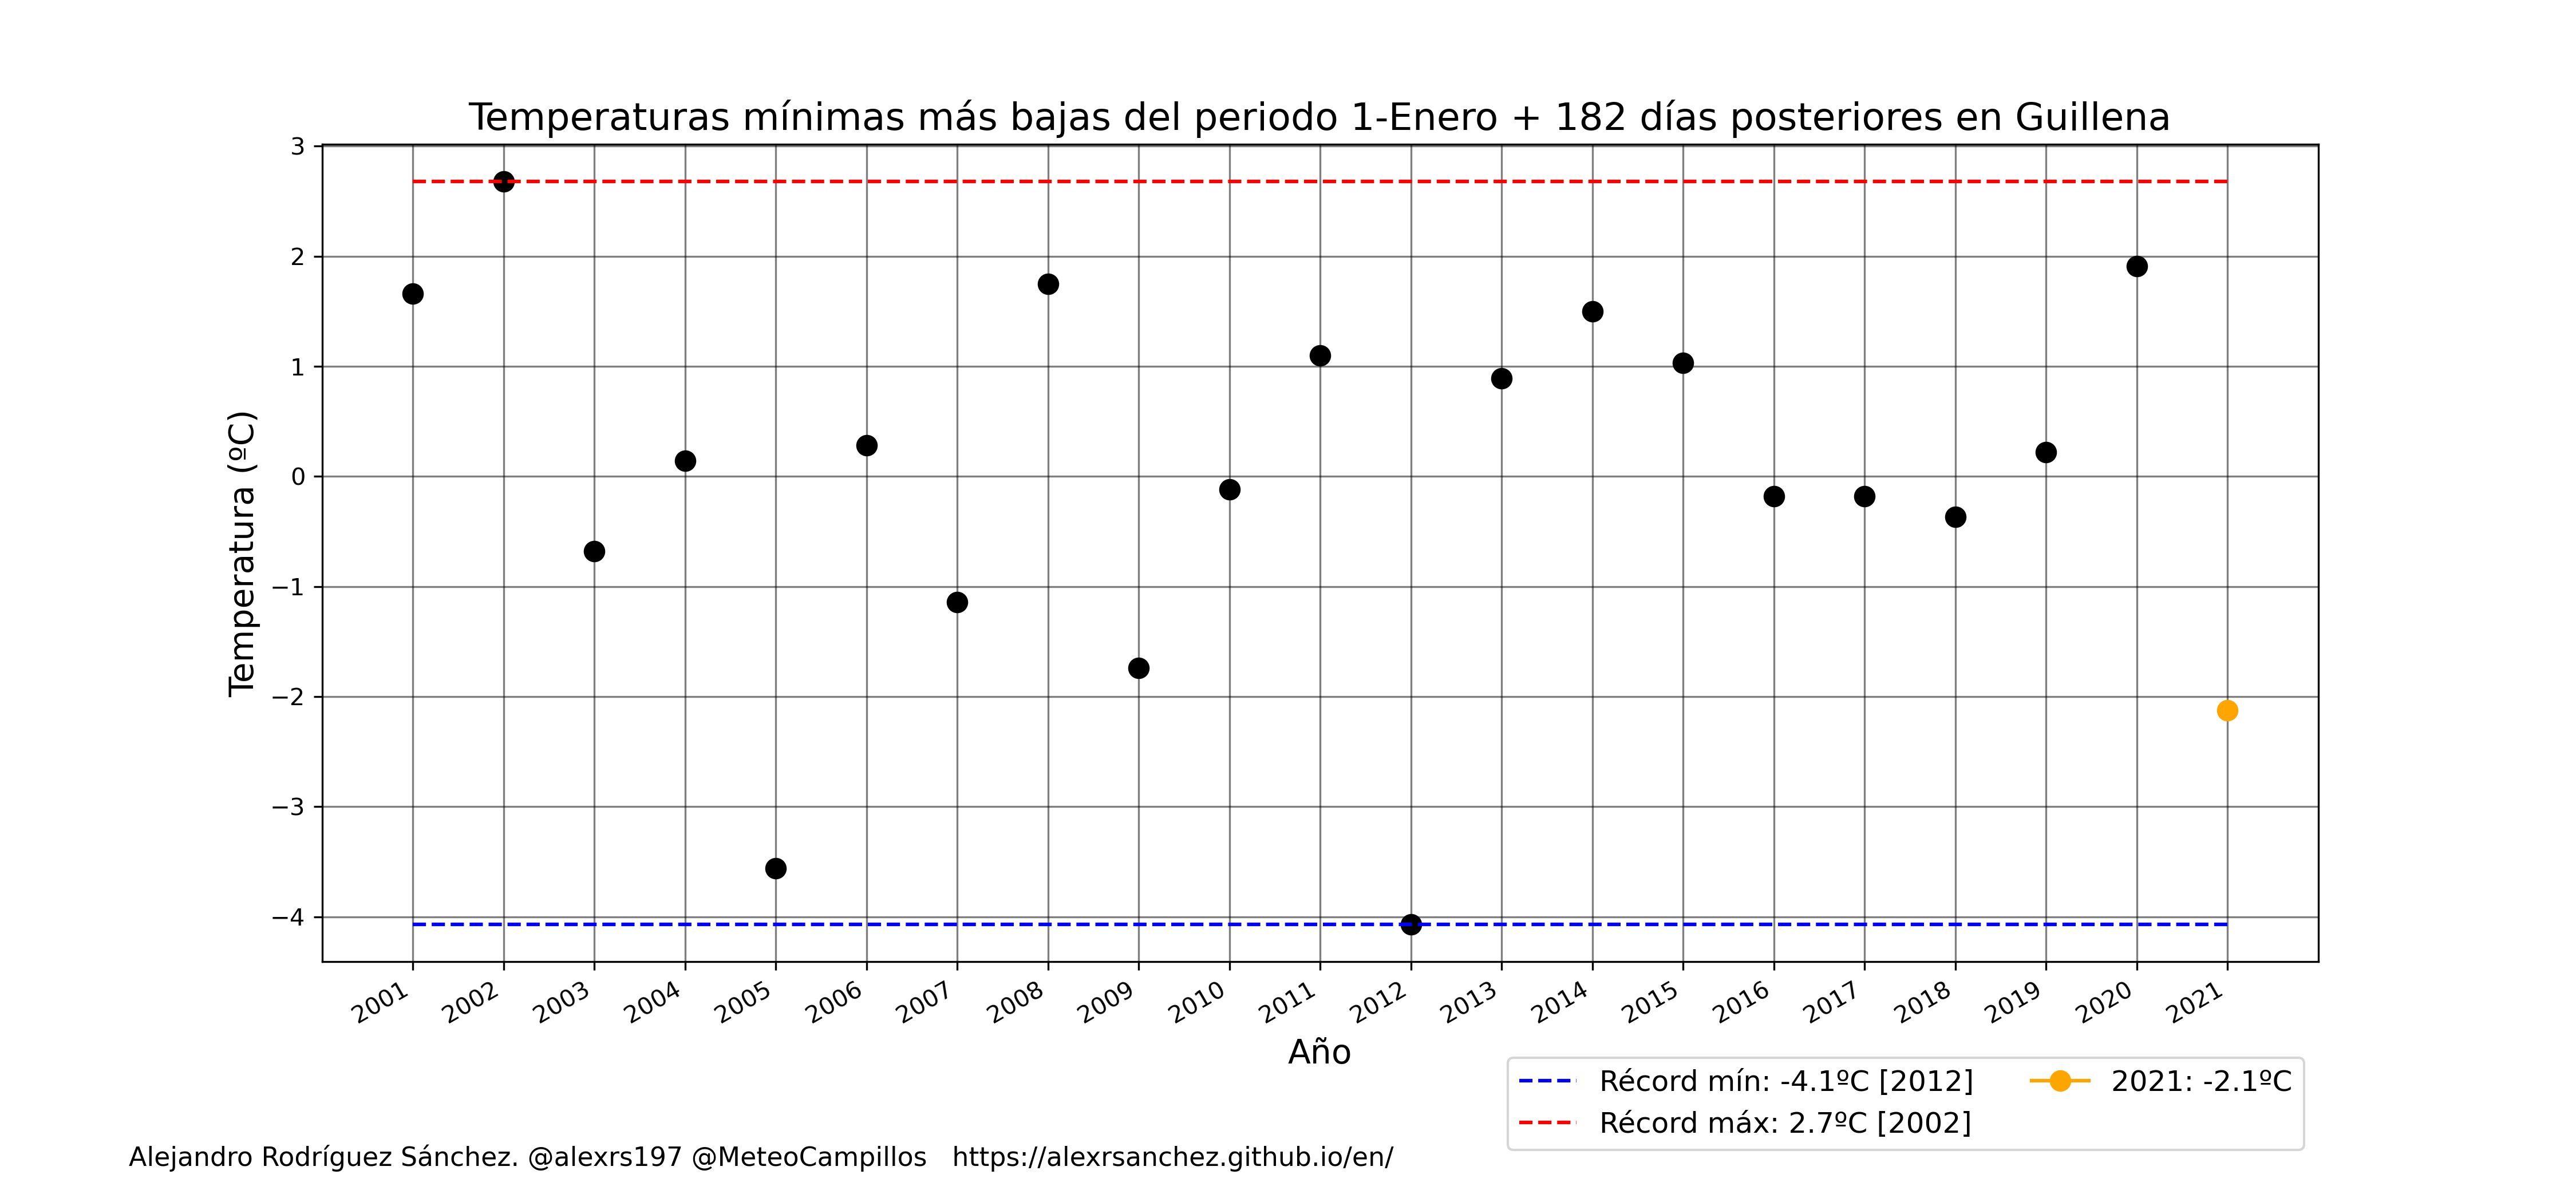 Temperaturas mínimas más bajas del periodo 1-Enero + 182 días posteriores en Guillena
Temperatura (ºC)
3
2
1
0
−1
−2
−3
−4
2001 2002 2003 2004 2005 2006 2007 2008 2009 2010 2011 2012 2013 2014 2015 2016 2017 2018 2019 2020 2021
Año
Récord mín: -4.1ºC [2012]
Récord máx: 2.7ºC [2002]
2021: -2.1ºC
Alejandro Rodríguez Sánchez. @alexrs197 @MeteoCampillos https://alexrsanchez.github.io/en/